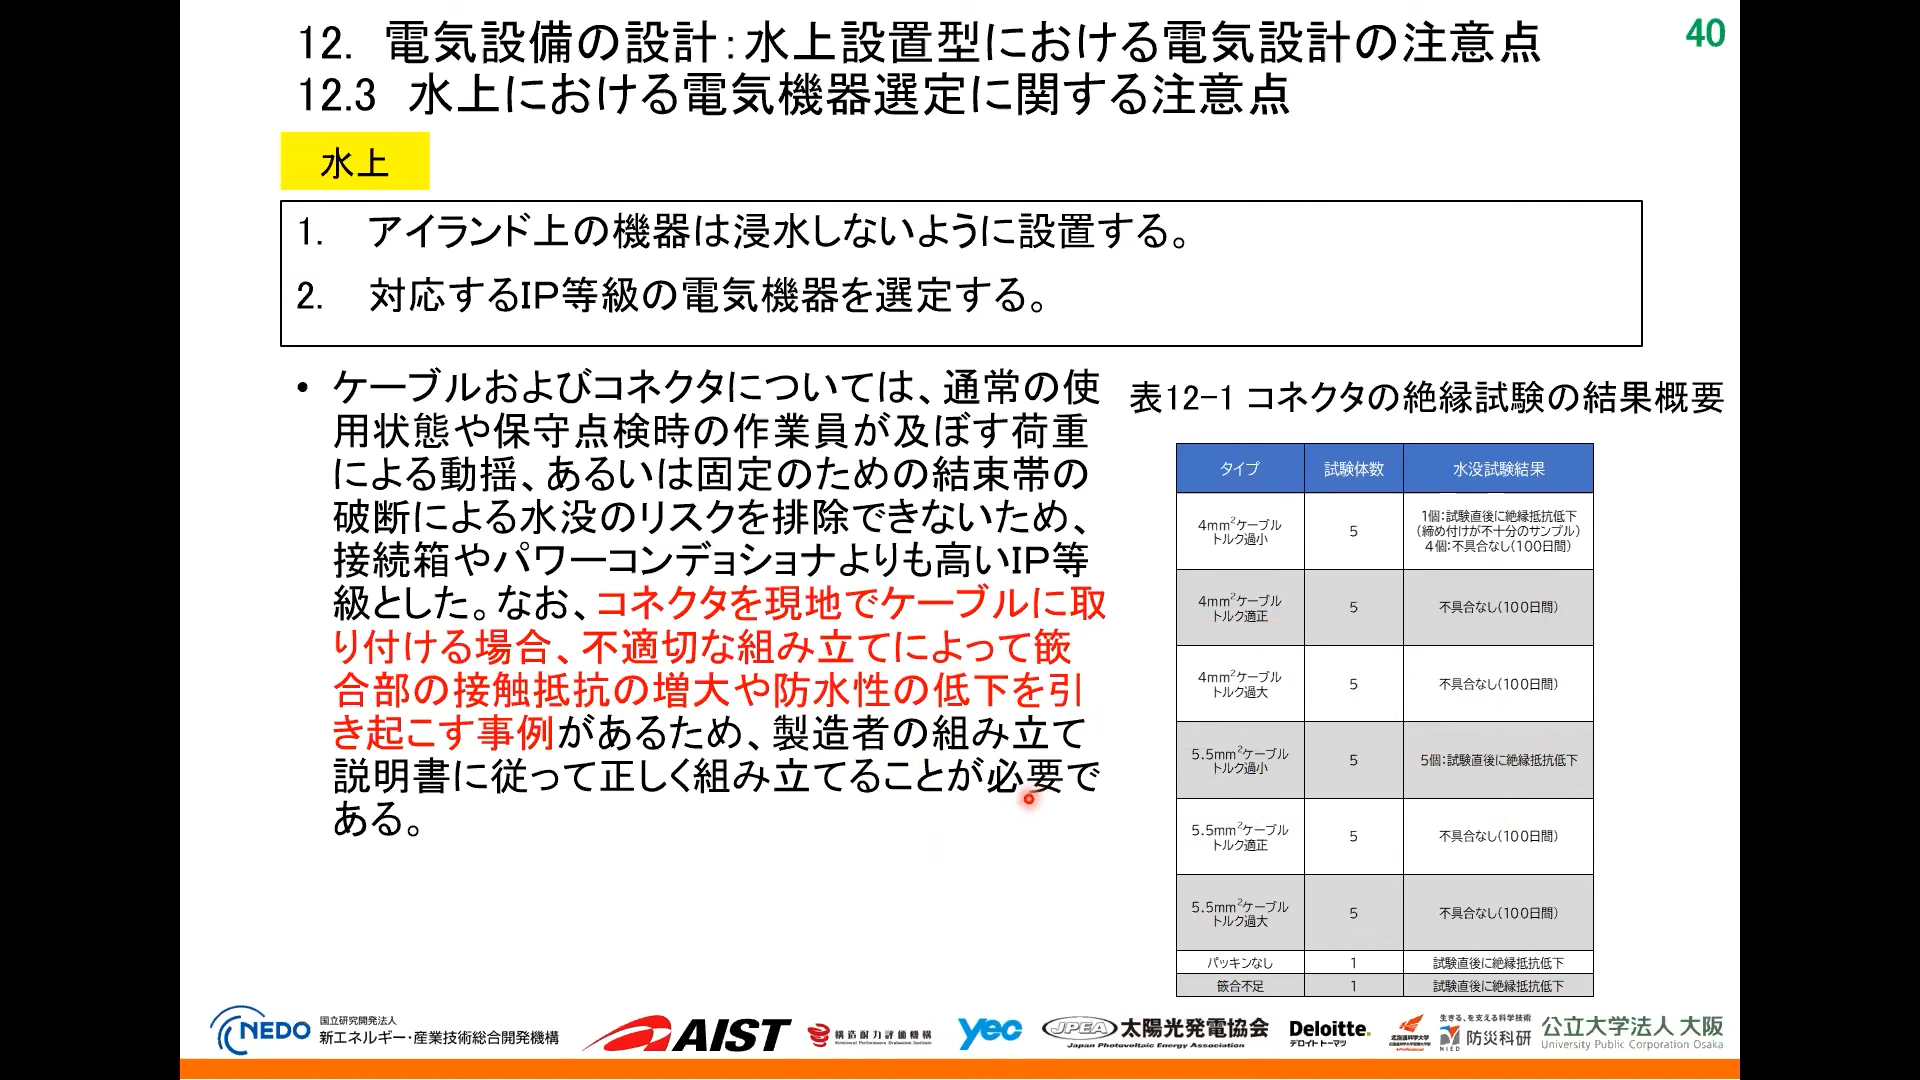 12. 電気設備の設計：水上設置型における電気設計の注意点
40
12.3 水上における電気機器選定に関する注意点
水上
1. アイランド上の機器は浸水しないように設置する。
2. 対応するIP等級の電気機器を選定する。
• ケーブルおよびコネクタについては、通常の使
用状態や保守点検時の作業員が及ぼす荷重
による動揺、あるいは固定のための結束帯の
破断による水没のリスクを排除できないため、
接続箱やパワーコンデョショナよりも高いIP等
級とした。なお、コネクタを現地でケーブルに取
り付ける場合、不適切な組み立てによって篏
合部の接触抵抗の増大や防水性の低下を引
き起こす事例があるため、製造者の組み立て
説明書に従って正しく組み立てることが必要で
ある。
表12-1 コネクタの絶縁試験の結果概要
タイプ 試験体数 水没試験結果
4mm²ケーブル
トルク過小
5
1個：試験直後に絶縁抵抗低下
（締め付けが不十分のサンプル）
４個：不具合なし（100日間）
4mm²ケーブル
トルク適正
5
不具合なし（100日間）
4mm²ケーブル
トルク過大
5
不具合なし（100日間）
5.5mm²ケーブル
トルク過小
5
5個：試験直後に絶縁抵抗低下
5.5mm²ケーブル
トルク適正
5
不具合なし（100日間）
5.5mm²ケーブル
トルク過大
5
不具合なし（100日間）
パッキンなし 1 試験直後に絶縁抵抗低下
篏合不足 1 試験直後に絶縁抵抗低下
NEDO
国立研究開発法人
新エネルギー・産業技術総合開発機構
AIST
構造耐力評価機構
Structural Performance Evaluation Institute
yec
JPEA 太陽光発電協会
Japan Photovoltaic Energy Association
Deloitte.
デロイト トーマツ
北海道科学大学
生きる、を支える科学技術
NIED
防災科研
公立大学法人 大阪
University Public Corporation Osaka